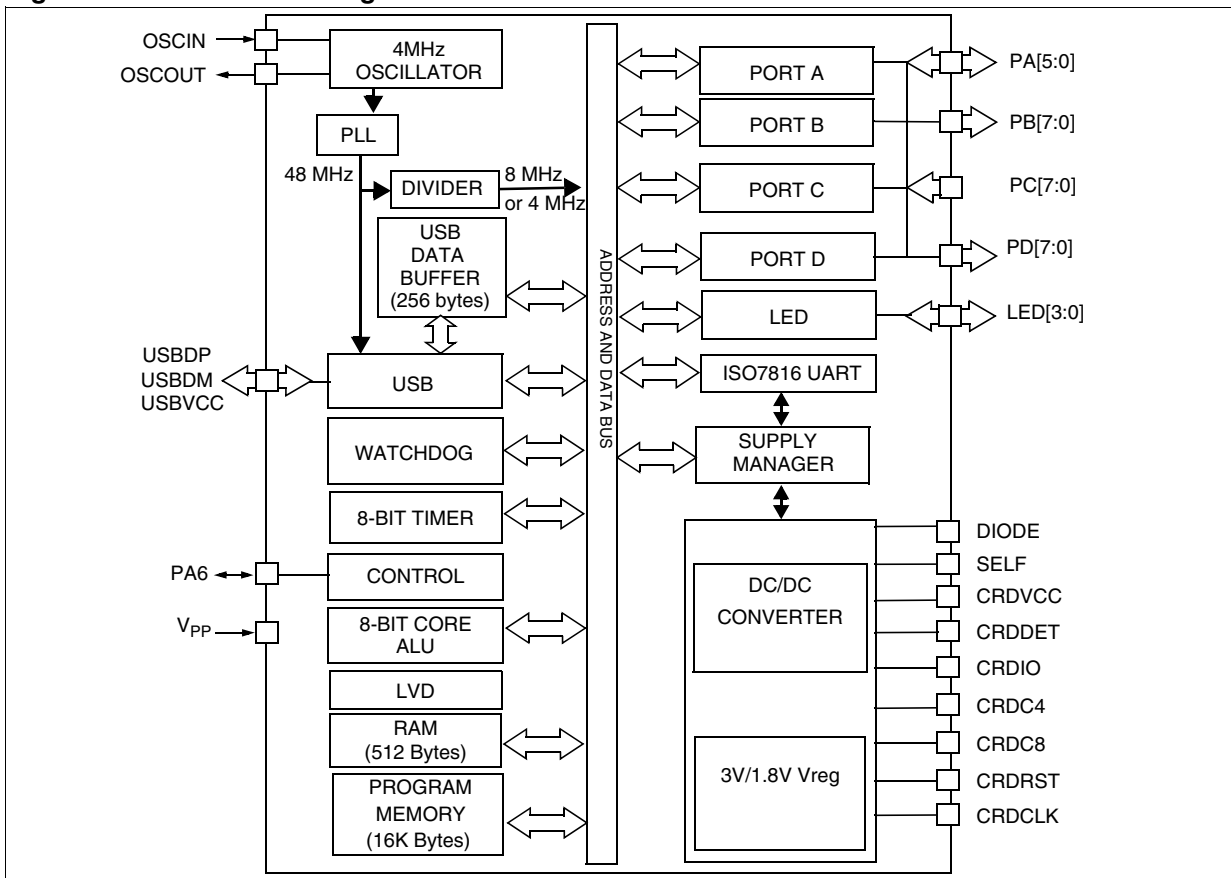 OSCIN
OSCOUT
4MHz
OSCILLATOR
PLL
48 MHz
DIVIDER
8 MHz
or 4 MHz
USB
DATA
BUFFER
(256 bytes)
USBDP
USBDM
USBVCC
USB
WATCHDOG
8-BIT TIMER
PA6
CONTROL
VPP
8-BIT CORE
ALU
LVD
RAM
(512 Bytes)
PROGRAM
MEMORY
(16K Bytes)
ADDRESS AND DATA BUS
PORT A
PA[5:0]
PORT B
PB[7:0]
PORT C
PC[7:0]
PORT D
PD[7:0]
LED
LED[3:0]
ISO7816 UART
SUPPLY
MANAGER
DC/DC
CONVERTER
3V/1.8V Vreg
DIODE
SELF
CRDVCC
CRDDET
CRDIO
CRDC4
CRDC8
CRDRST
CRDCLK